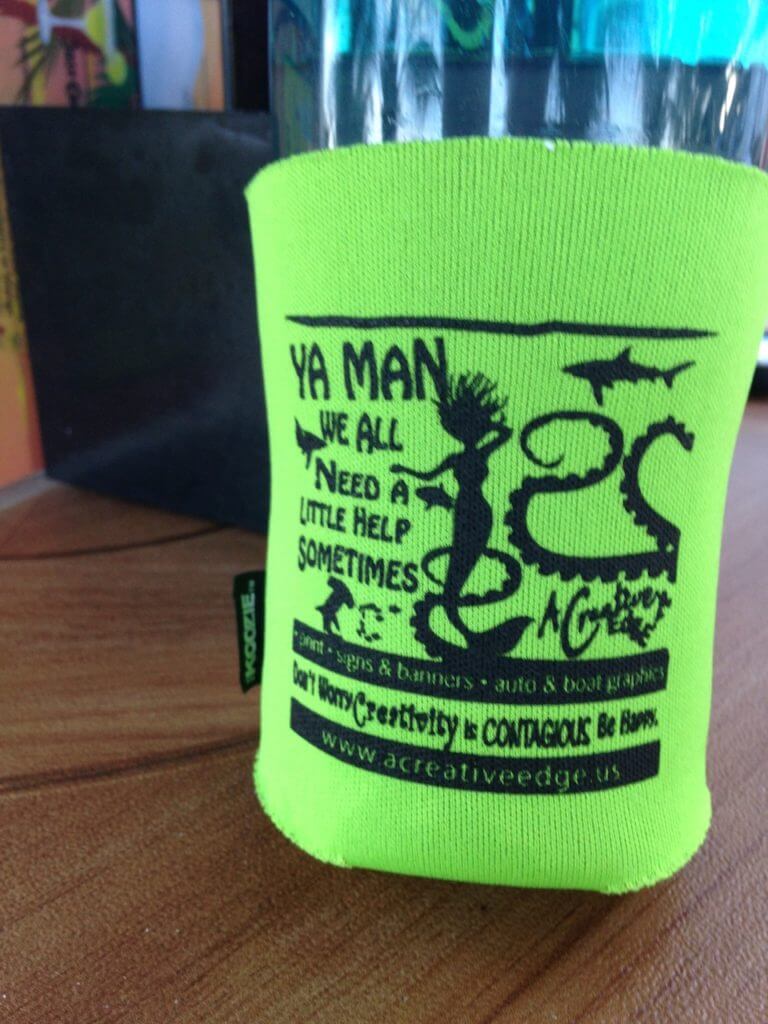 YA MAN
WE ALL
NEED A
LITTLE HELP
SOMETIMES
A Creative
Edge
• print • signs & banners • auto & boat graphics
Don't Worry Creativity is CONTAGIOUS Be Happy.
www.acreativeedge.us
KOOZIE